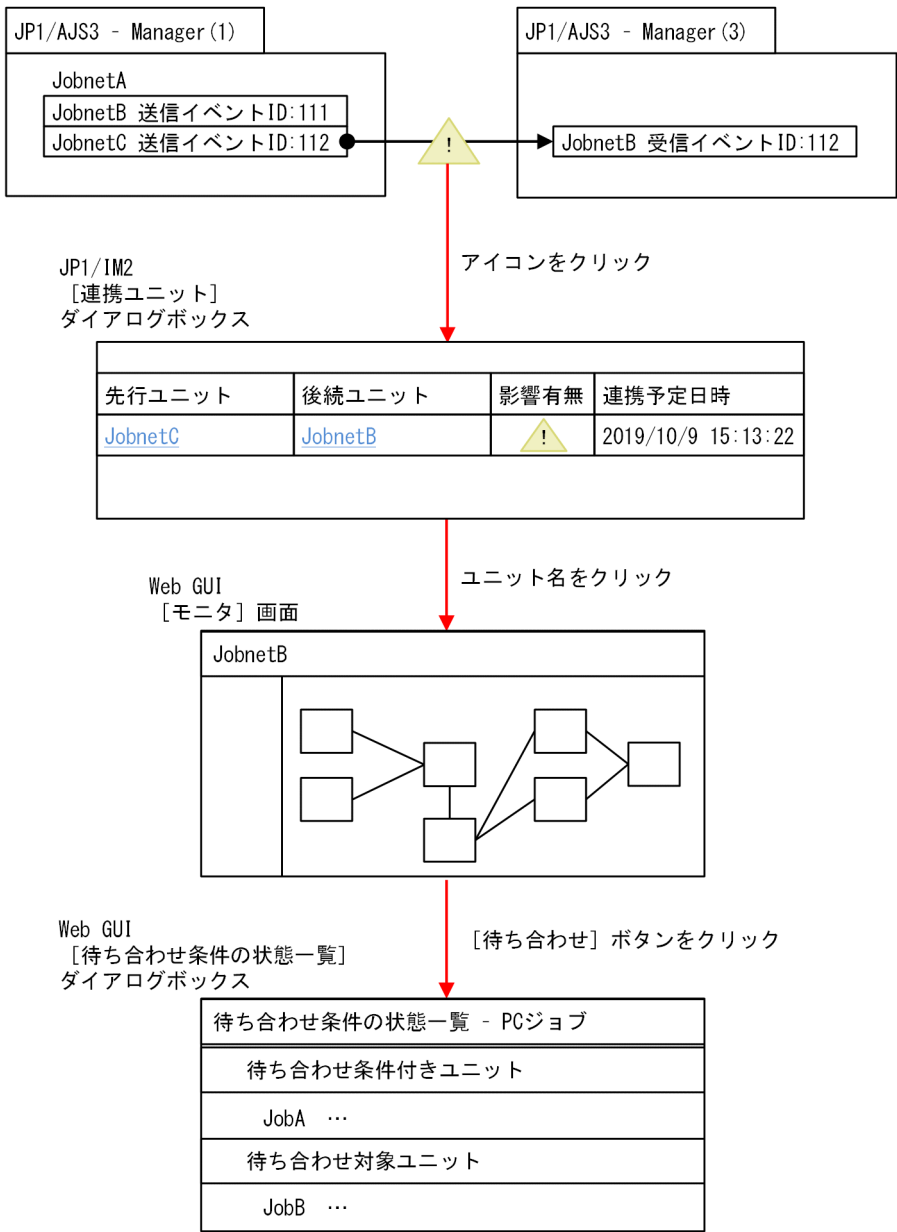 JP1/AJS3 - Manager(1)
JP1/AJS3 - Manager(3)
JobnetA
JobnetB 送信イベントID:111
JobnetC 送信イベントID:112
!
JobnetB 受信イベントID:112
アイコンをクリック
JP1/IM2
［連携ユニット］
ダイアログボックス
先行ユニット 後続ユニット 影響有無 連携予定日時
JobnetC JobnetB ! 2019/10/9 15:13:22
ユニット名をクリック
Web GUI
［モニタ］画面
JobnetB
［待ち合わせ］ボタンをクリック
Web GUI
［待ち合わせ条件の状態一覧］
ダイアログボックス
待ち合わせ条件の状態一覧 - PCジョブ
待ち合わせ条件付きユニット
JobA …
待ち合わせ対象ユニット
JobB …